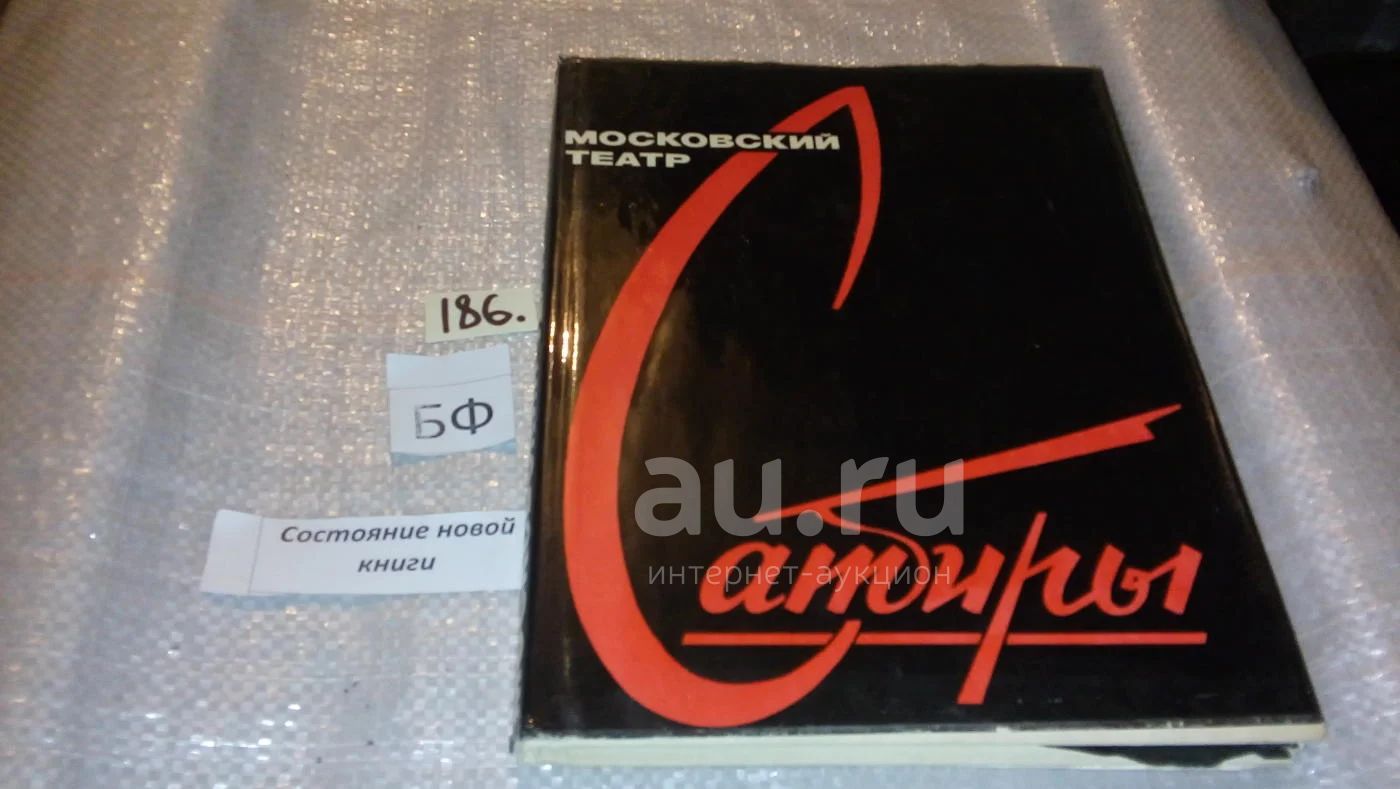 МОСКОВСКИЙ
ТЕАТР
Сатиры
186.
БФ
Состояние новой
книги
au.ru
интернет-аукцион